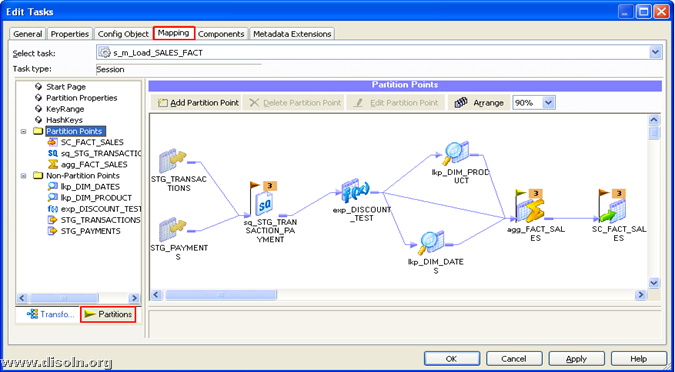 Edit Tasks
General Properties Config Object Mapping Components Metadata Extensions
Select task: s_m_Load_SALES_FACT
Task type: Session
Start Page
Partition Properties
KeyRange
HashKeys
Partition Points
SC_FACT_SALES
sq_STG_TRANSACTIC
agg_FACT_SALES
Non-Partition Points
lkp_DIM_DATES
lkp_DIM_PRODUCT
exp_DISCOUNT_TEST
STG_TRANSACTIONS
STG_PAYMENTS
Transfo... Partitions
Partition Points
Add Partition Point Delete Partition Point Edit Partition Point Arrange 90%
STG_TRANSAC
TIONS
STG_PAYMENT
S
3
sq_STG_TRAN
SACTION_PA
YMENT
f(x)
exp_DISCOUNT
_TEST
lkp_DIM_PROD
UCT
lkp_DIM_DATE
S
3
agg_FACT_SAL
ES
3
SC_FACT_SAL
ES
OK Cancel Apply Help
www.disoln.org